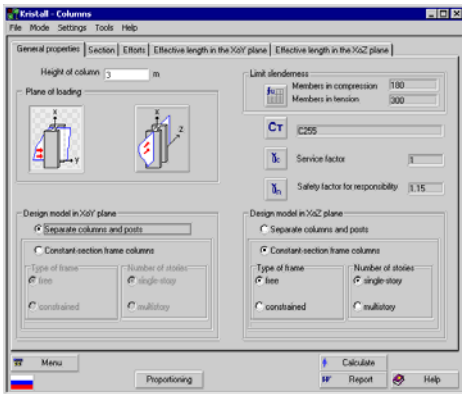 Kristall - Columns
File Mode Settings Tools Help
General properties Section Efforts Effective length in the XoY plane Effective length in the XoZ plane
Height of column 3 m
Plane of loading
x
y
x
z
Limit slenderness
Members in compression 180
Members in tension 300
Ст C255
γc Service factor 1
γn Safety factor for responsibility 1.15
Design model in XoY plane
Separate columns and posts
Constant-section frame columns
Type of frame Number of stories
free single-story
constrained multistory
Design model in XoZ plane
Separate columns and posts
Constant-section frame columns
Type of frame Number of stories
free single-story
constrained multistory
Menu Calculate
Proportioning Report Help